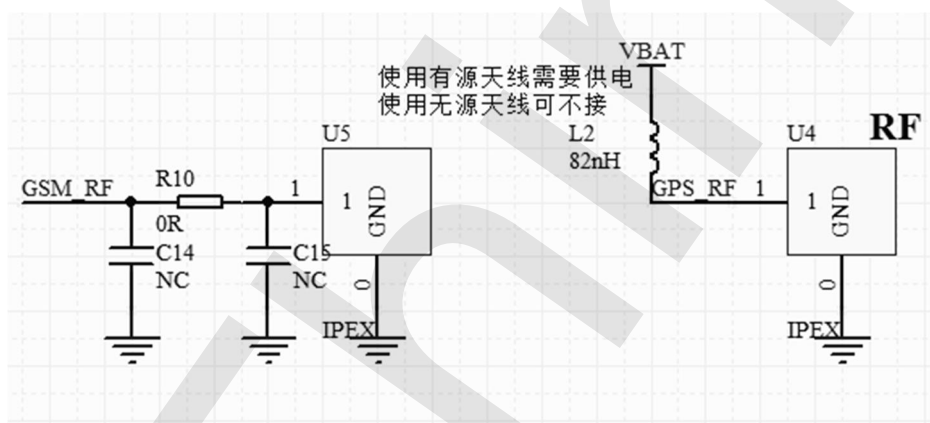 VBAT
使用有源天线需要供电
使用无源天线可不接
RF
U5
L2
U4
82nH
GSM_RF
R10
1
1
GND
GPS_RF
1
1
GND
0R
C14
NC
C15
NC
0
0
IPEX
IPEX